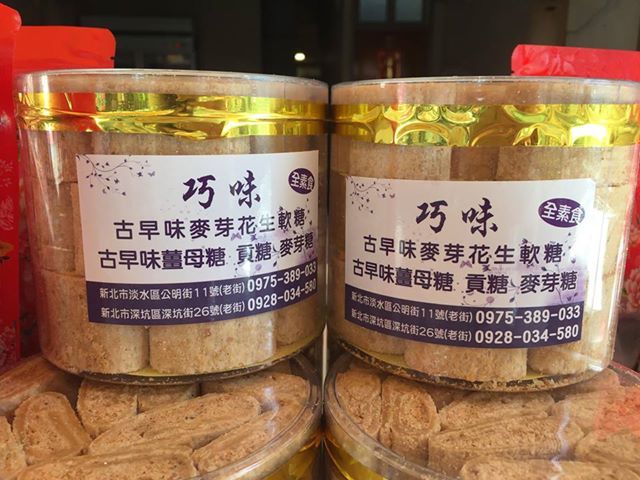 巧味
全素食
古早味麥芽花生軟糖
古早味薑母糖 貢糖 麥芽糖
新北市淡水區公明街11號(老街) 0975-389-033
新北市深坑區深坑街26號(老街) 0928-034-580
巧味
全素食
古早味麥芽花生軟糖
古早味薑母糖 貢糖 麥芽糖
新北市淡水區公明街11號(老街) 0975-389-033
新北市深坑區深坑街26號(老街) 0928-034-580